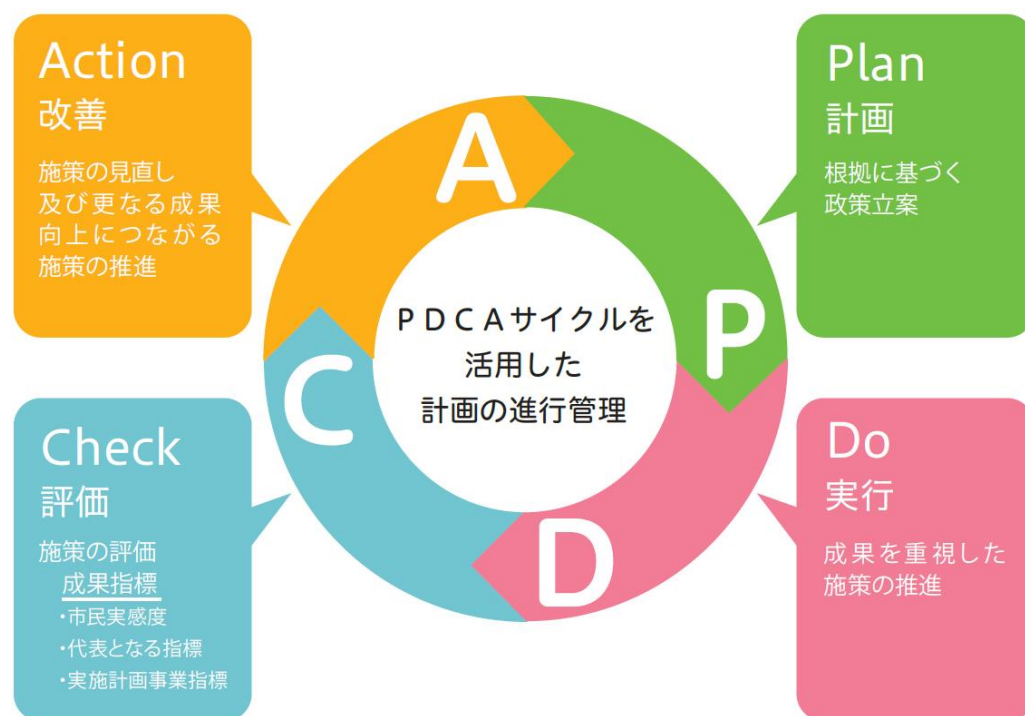 Action
改善
施策の見直し
及び更なる成果
向上につながる
施策の推進
Plan
計画
根拠に基づく
政策立案
A
P
PDCAサイクルを
活用した
計画の進行管理
C
D
Check
評価
施策の評価
成果指標
・市民実感度
・代表となる指標
・実施計画事業指標
Do
実行
成果を重視した
施策の推進